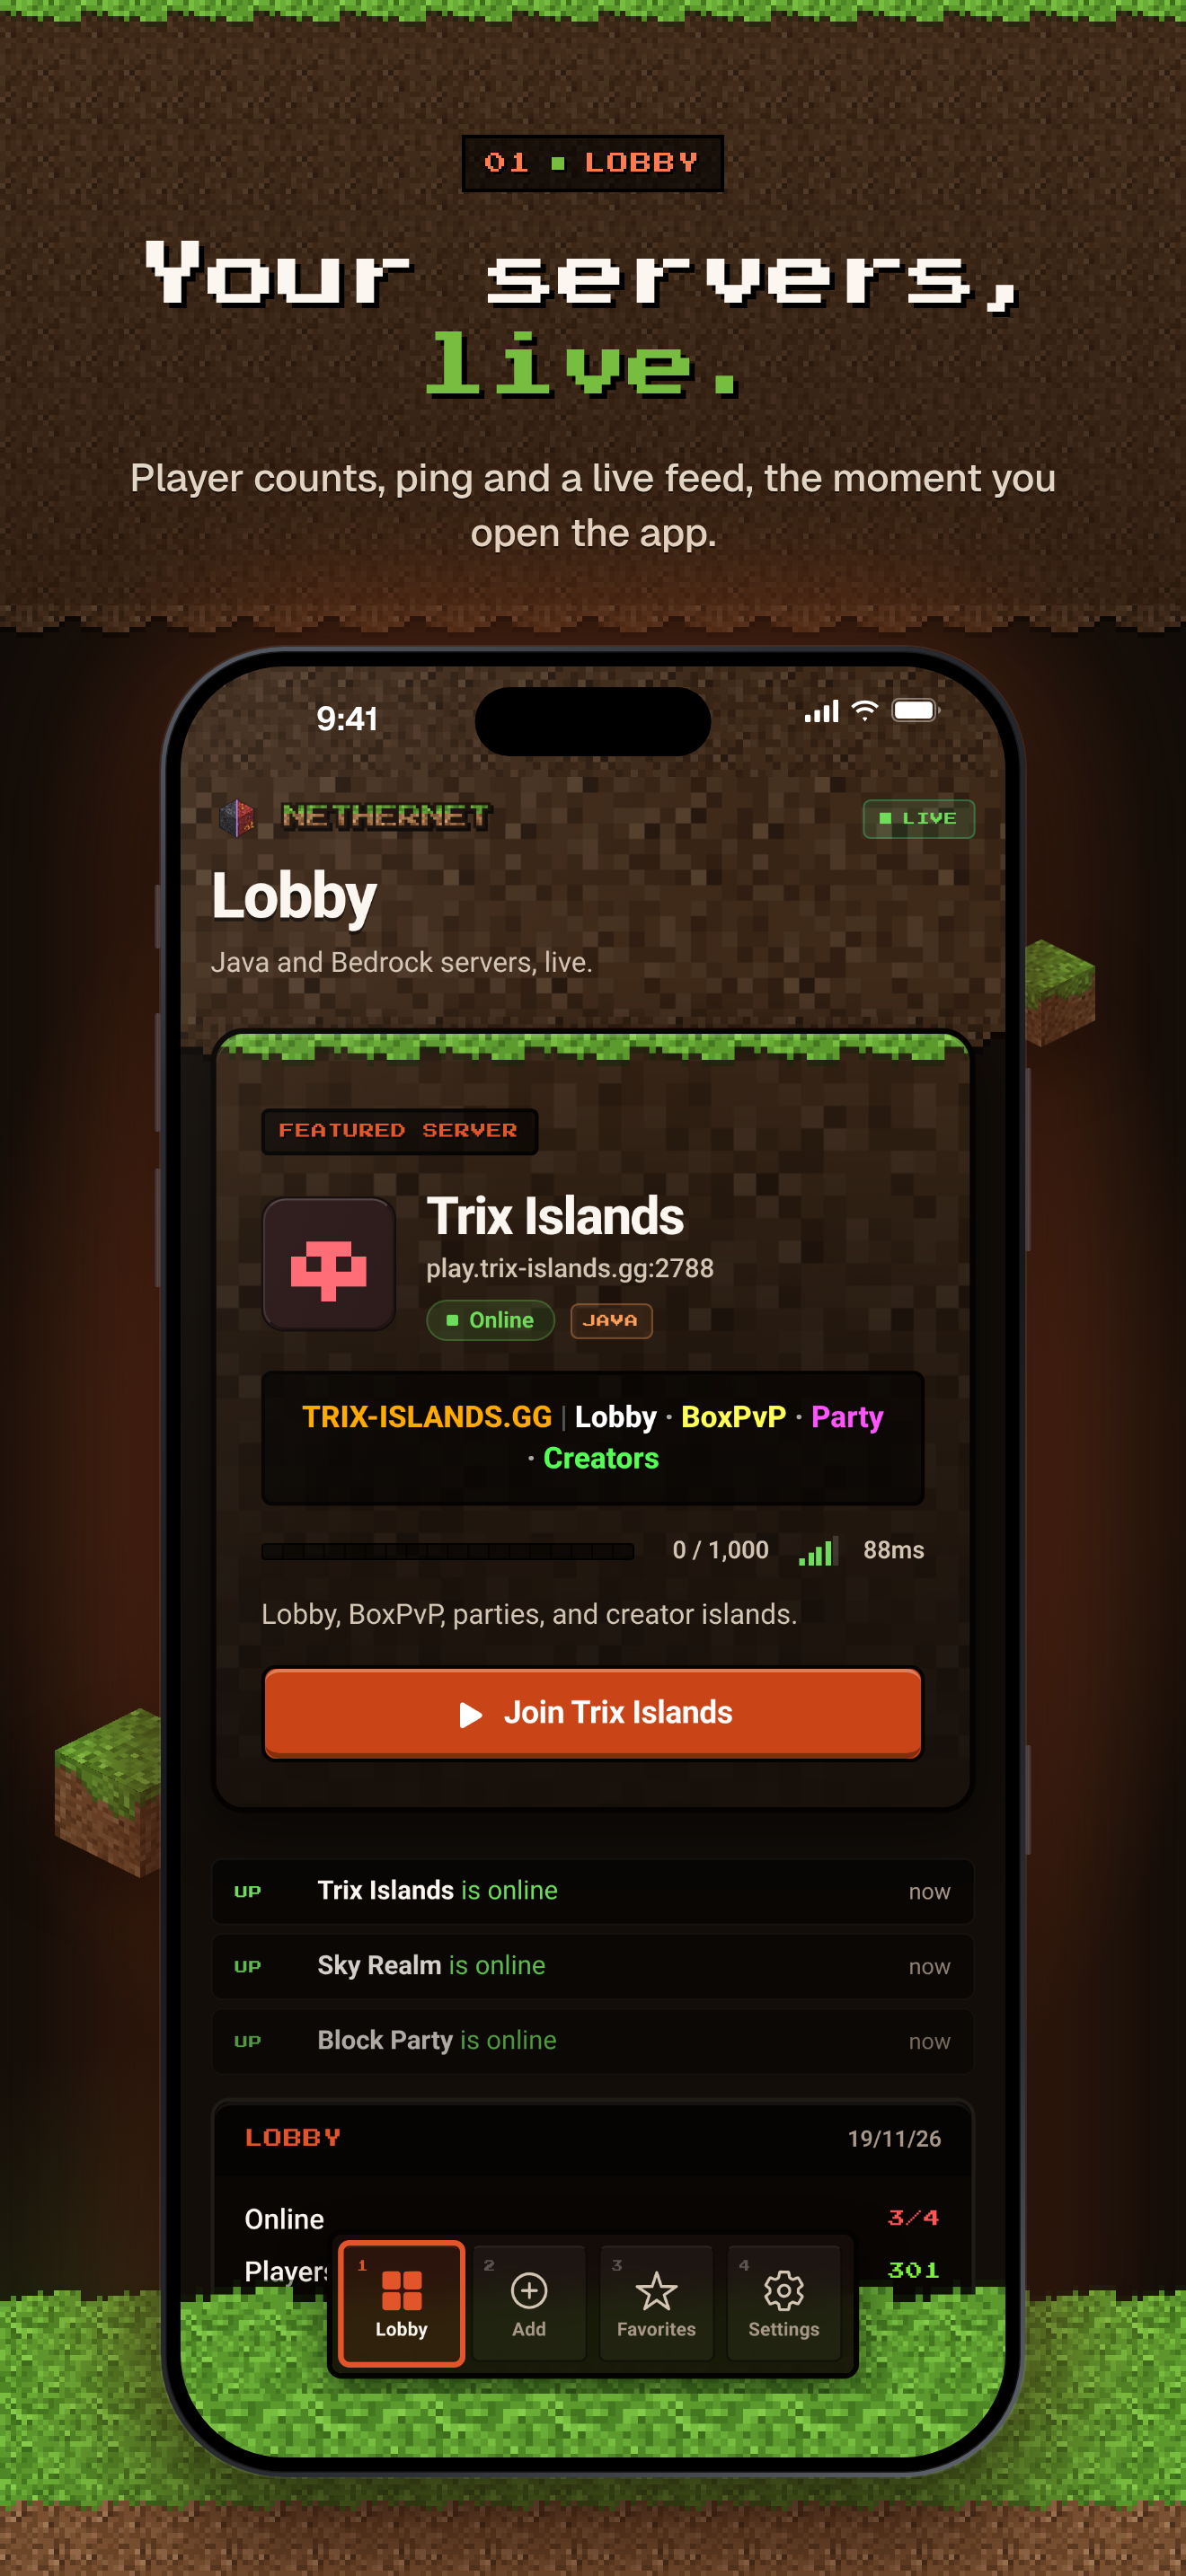 01 ▪ LOBBY
Your servers,
live.
Player counts, ping and a live feed, the moment you
open the app.
9:41
NETHERNET
▪ LIVE
Lobby
Java and Bedrock servers, live.
FEATURED SERVER
Trix Islands
play.trix-islands.gg:2788
▪ Online JAVA
TRIX-ISLANDS.GG | Lobby · BoxPvP · Party
· Creators
0 / 1,000 88ms
Lobby, BoxPvP, parties, and creator islands.
Join Trix Islands
UP Trix Islands is online now
UP Sky Realm is online now
UP Block Party is online now
LOBBY 19/11/26
Online 3/4
Players 301
1 2 3 4
Lobby Add Favorites Settings